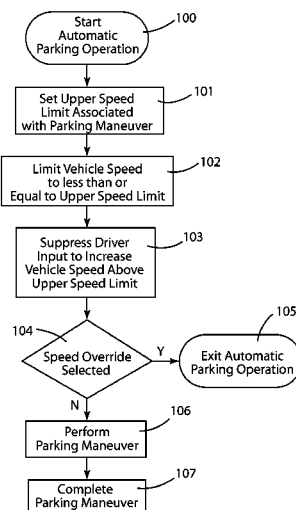 Start
Automatic
Parking Operation
100
Set Upper Speed
Limit Associated
with Parking Maneuver
101
Limit Vehicle Speed
to less than or
Equal to Upper Speed Limit
102
Suppress Driver
Input to Increase
Vehicle Speed Above
Upper Speed Limit
103
104
Speed Override
Selected
Y
N
105
Exit Automatic
Parking Operation
106
Perform
Parking Maneuver
107
Complete
Parking Maneuver